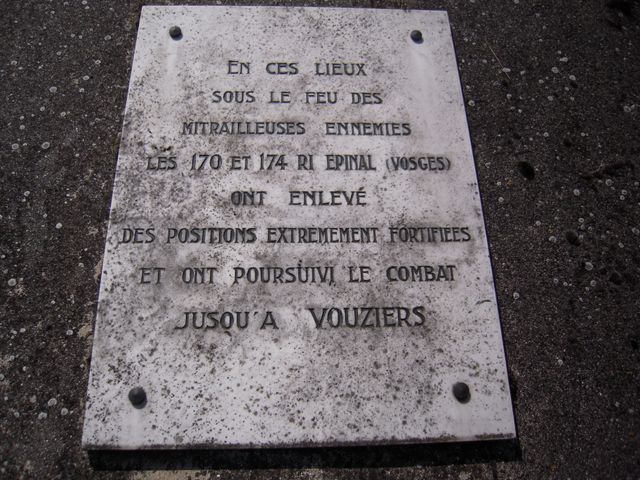 EN CES LIEUX
SOUS LE FEU DES
MITRAILLEUSES ENNEMIES
LES 170 ET 174 RI EPINAL (VOSGES)
ONT ENLEVÉ
DES POSITIONS EXTREMEMENT FORTIFIEES
ET ONT POURSUIVI LE COMBAT
JUSQU'A VOUZIERS